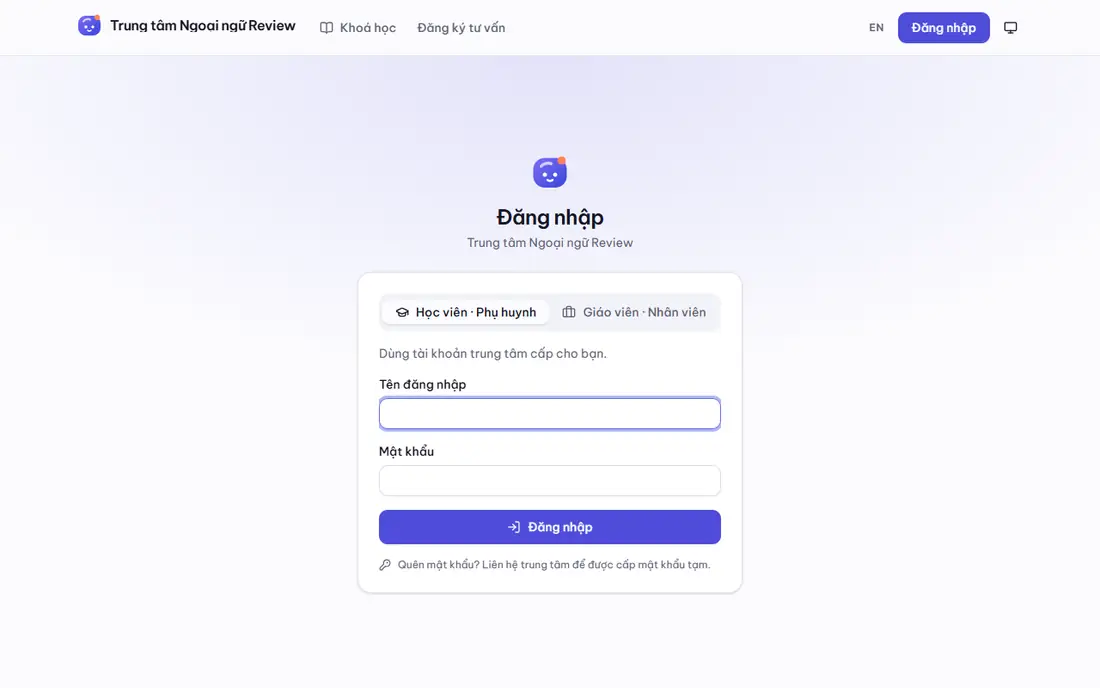 Trung tâm Ngoại ngữ Review
Khoá học
Đăng ký tư vấn
EN
Đăng nhập
Đăng nhập
Trung tâm Ngoại ngữ Review
Học viên · Phụ huynh
Giáo viên · Nhân viên
Dùng tài khoản trung tâm cấp cho bạn.
Tên đăng nhập
Mật khẩu
Đăng nhập
Quên mật khẩu? Liên hệ trung tâm để được cấp mật khẩu tạm.